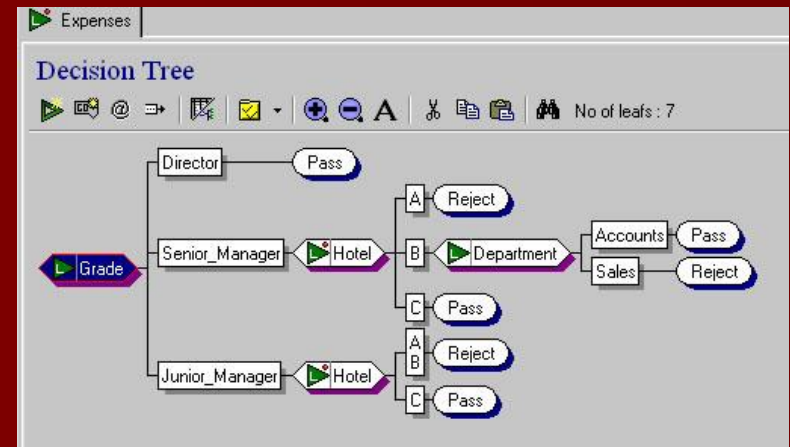 Expenses
Decision Tree
No of leafs : 7
Director Pass
A Reject
Senior_Manager Hotel B Department Accounts Pass
Grade Sales Reject
C Pass
A
B Reject
Junior_Manager Hotel
C Pass